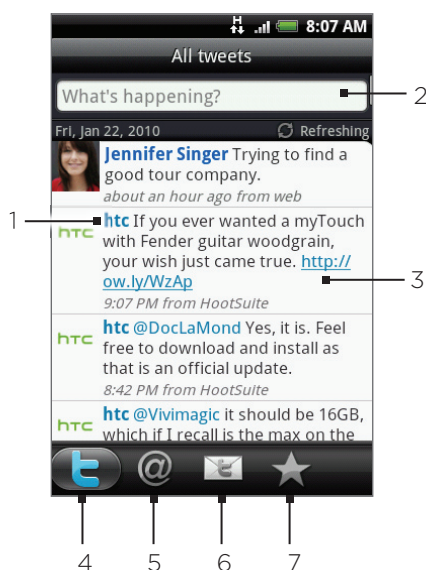 H 8:07 AM
All tweets
What's happening?
2
Fri, Jan 22, 2010 Refreshing
Jennifer Singer Trying to find a
good tour company.
about an hour ago from web
1
hTC
htc If you ever wanted a myTouch
with Fender guitar woodgrain,
your wish just came true. http://
ow.ly/WzAp
3
9:07 PM from HootSuite
hTC
htc @DocLaMond Yes, it is. Feel
free to download and install as
that is an official update.
8:42 PM from HootSuite
hTC
htc @Vivimagic it should be 16GB,
which if I recall is the max on the
t @ t
4 5 6 7